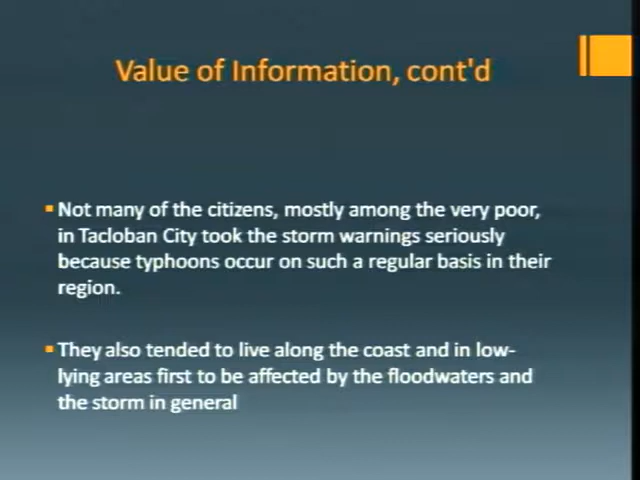 Value of Information, cont'd
Not many of the citizens, mostly among the very poor,
in Tacloban City took the storm warnings seriously
because typhoons occur on such a regular basis in their
region.
They also tended to live along the coast and in low-
lying areas first to be affected by the floodwaters and
the storm in general